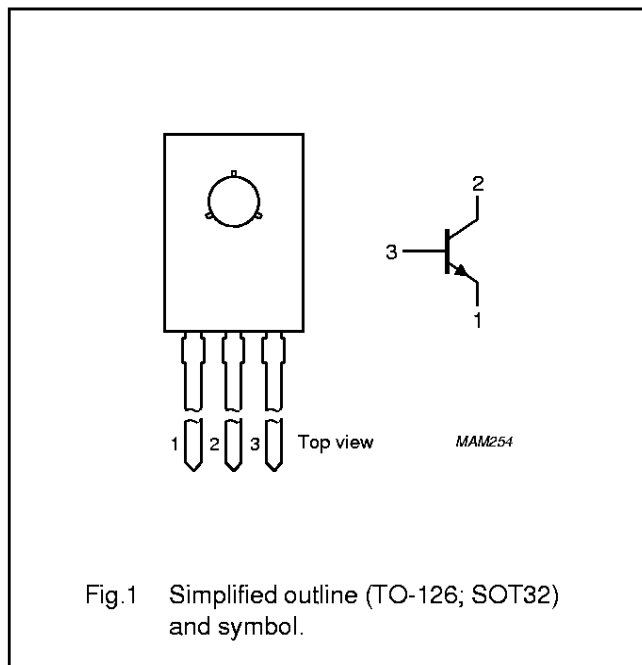 2
3
1
1 2 3 Top view
MAM254
Fig.1 Simplified outline (TO-126; SOT32)
and symbol.